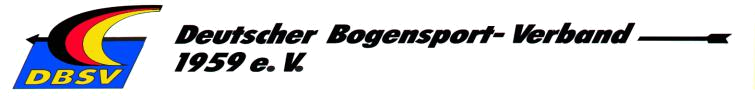 DBSV
Deutscher Bogensport-Verband
1959 e. V.